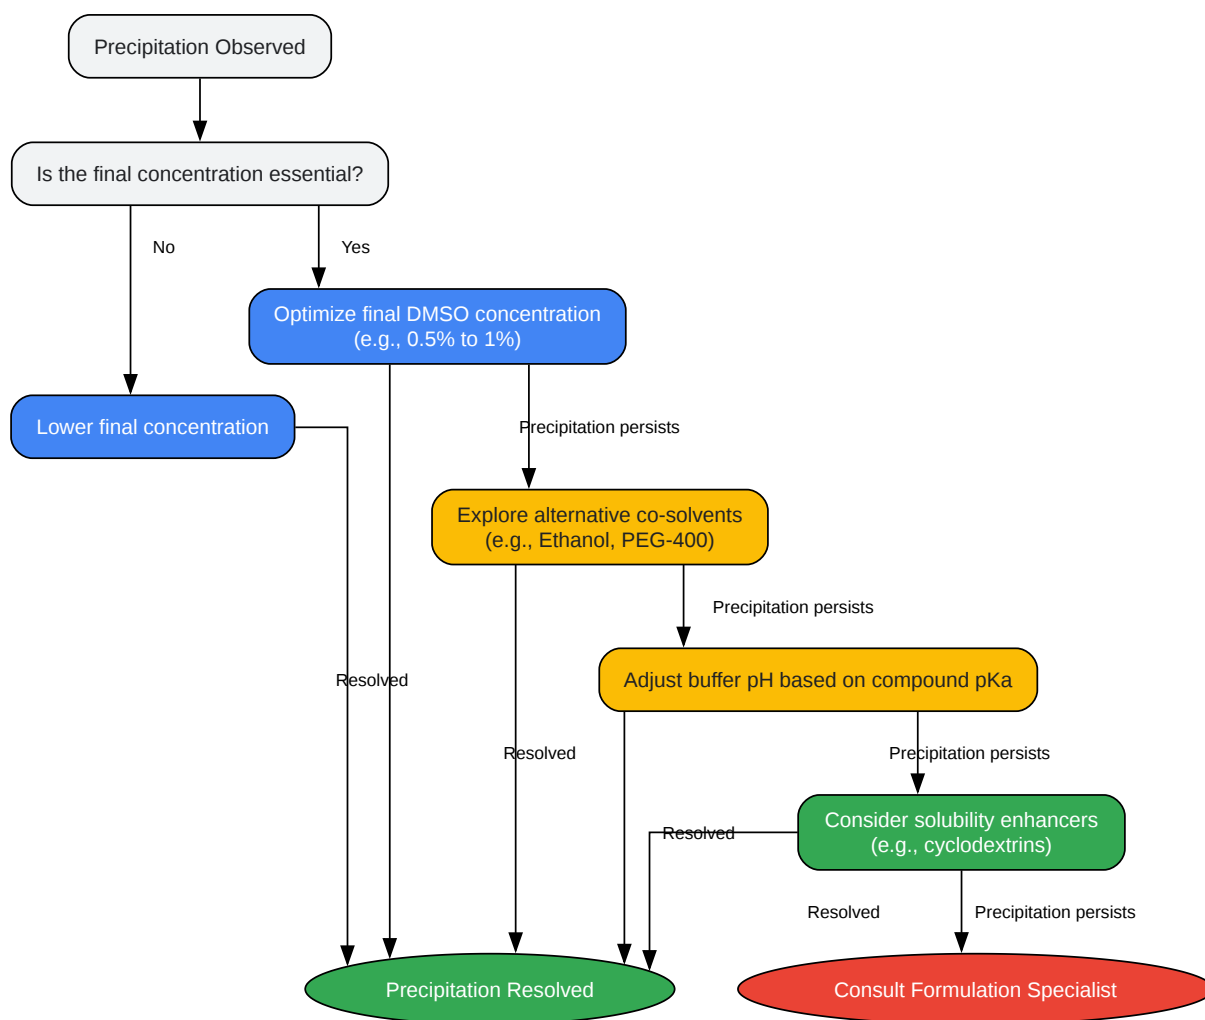 Precipitation Observed
Is the final concentration essential?
No
Yes
Optimize final DMSO concentration
(e.g., 0.5% to 1%)
Lower final concentration
Precipitation persists
Explore alternative co-solvents
(e.g., Ethanol, PEG-400)
Precipitation persists
Resolved
Adjust buffer pH based on compound pKa
Resolved
Precipitation persists
Resolved
Consider solubility enhancers
(e.g., cyclodextrins)
Resolved
Precipitation persists
Precipitation Resolved
Consult Formulation Specialist